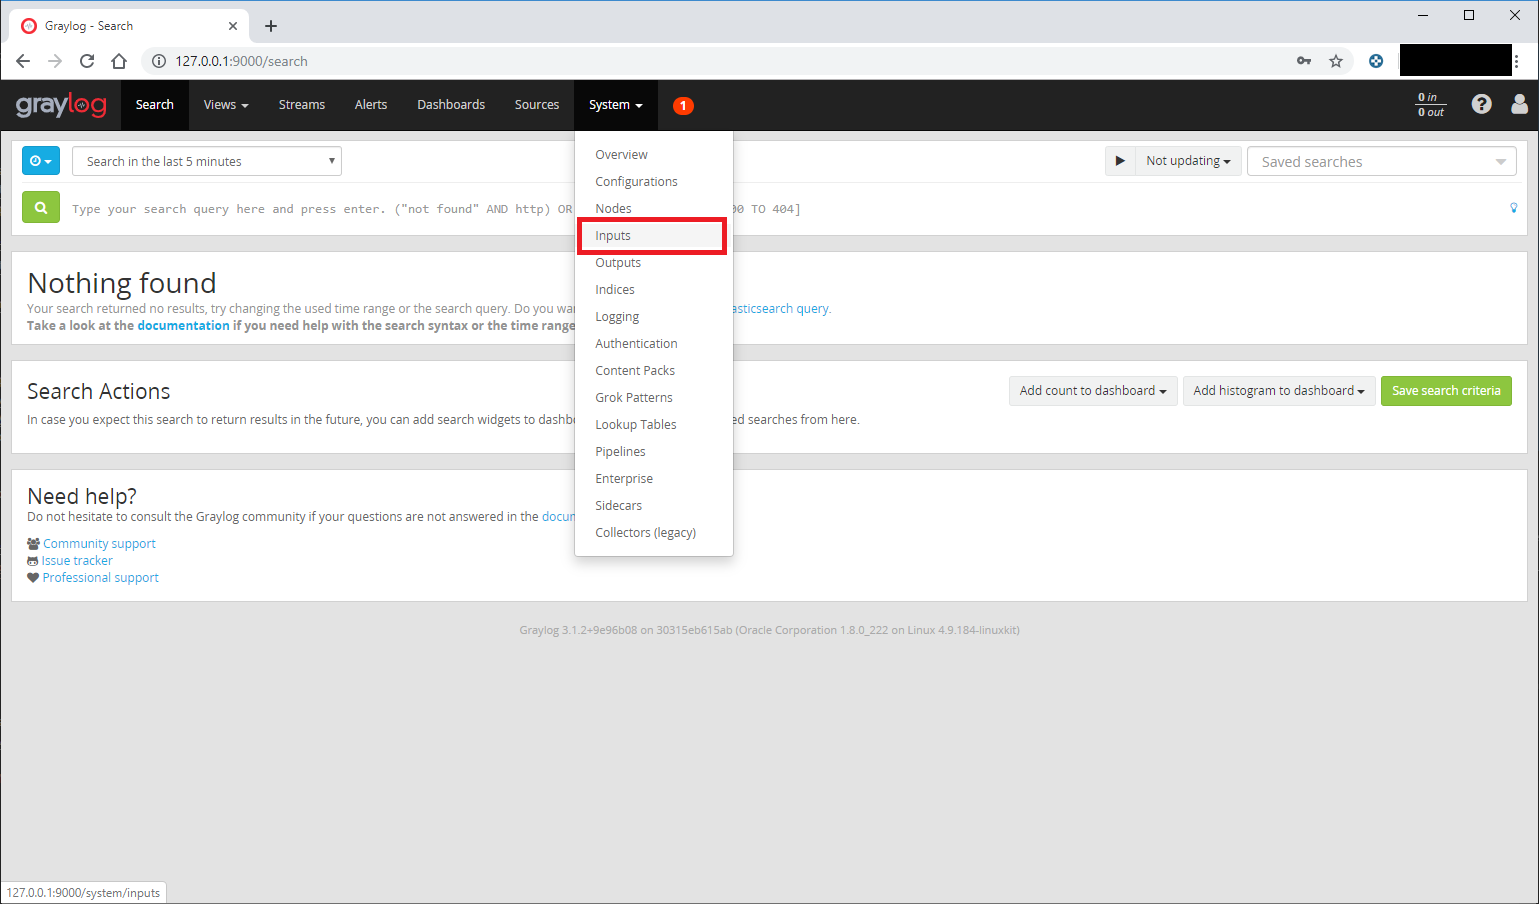 Graylog - Search
127.0.0.1:9000/search
graylog Search Views Streams Alerts Dashboards Sources System 1 0 in
0 out
Search in the last 5 minutes Not updating Saved searches
Type your search query here and press enter. ("not found" AND http) OR 00 TO 404]
Overview
Configurations
Nodes
Inputs
Outputs
Indices
Logging
Authentication
Content Packs
Grok Patterns
Lookup Tables
Pipelines
Enterprise
Sidecars
Collectors (legacy)
Nothing found
Your search returned no results, try changing the used time range or the search query. Do you wan asticsearch query.
Take a look at the documentation if you need help with the search syntax or the time range
Search Actions
Add count to dashboard Add histogram to dashboard Save search criteria
In case you expect this search to return results in the future, you can add search widgets to dashb ed searches from here.
Need help?
Do not hesitate to consult the Graylog community if your questions are not answered in the docum
Community support
Issue tracker
Professional support
Graylog 3.1.2+9e96b08 on 30315eb615ab (Oracle Corporation 1.8.0_222 on Linux 4.9.184-linuxkit)
127.0.0.1:9000/system/inputs